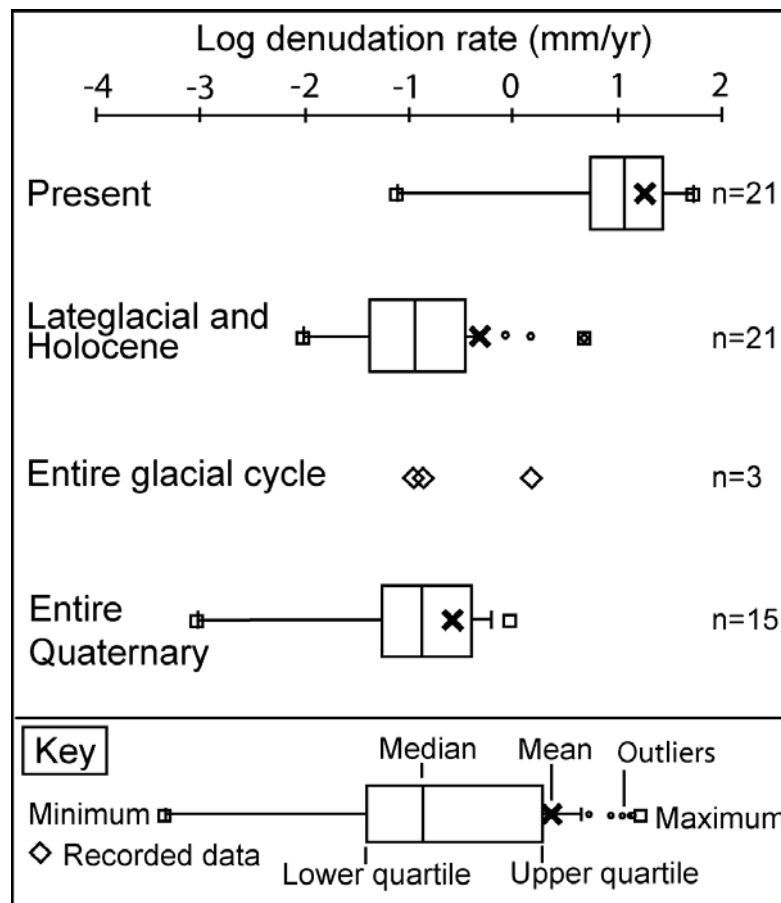 Log denudation rate (mm/yr)
-4 -3 -2 -1 0 1 2
Present n=21
Lateglacial and
Holocene n=21
Entire glacial cycle n=3
Entire
Quaternary n=15
Key
Median Mean Outliers
Minimum Maximum
Recorded data
Lower quartile Upper quartile